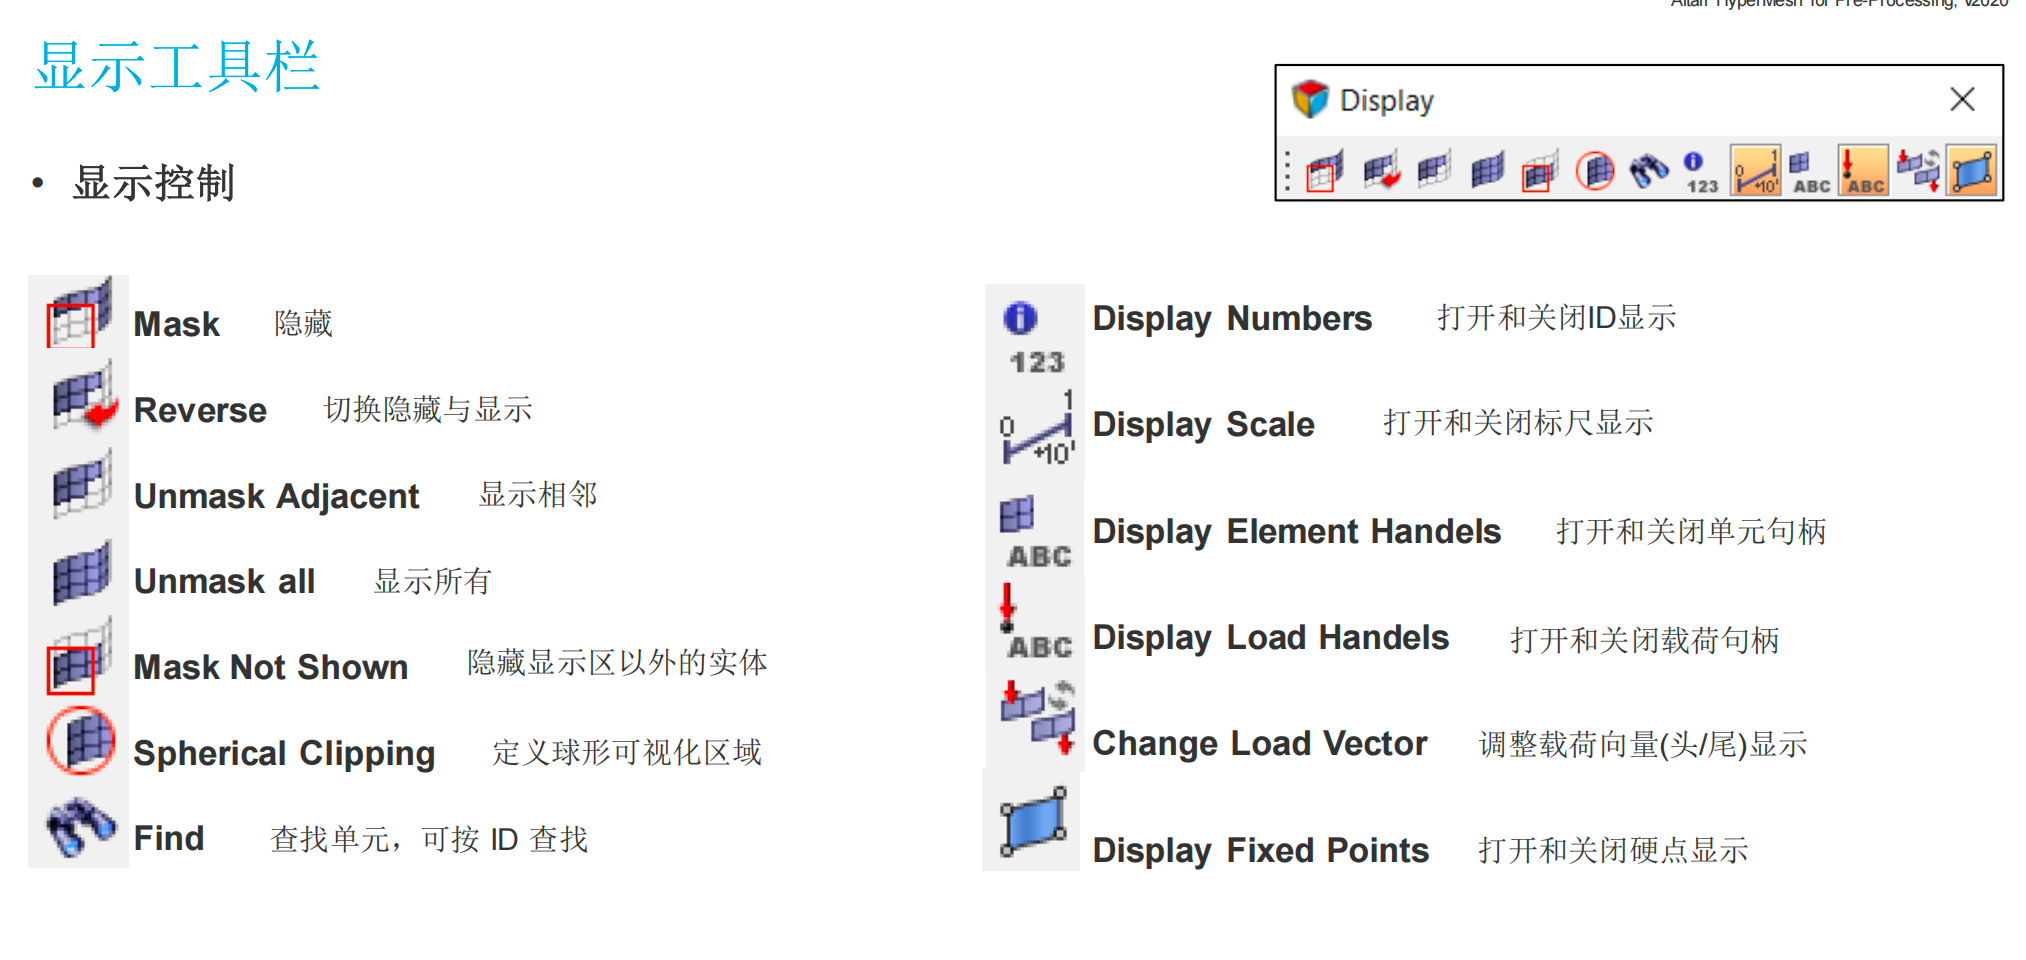 Altair HyperMesh for Pre-Processing, v2020
显示工具栏
Display
• 显示控制
123
0 1 +10'
ABC
ABC
Mask 隐藏
Reverse 切换隐藏与显示
Unmask Adjacent 显示相邻
Unmask all 显示所有
Mask Not Shown 隐藏显示区以外的实体
Spherical Clipping 定义球形可视化区域
Find 查找单元，可按 ID 查找
123
Display Numbers 打开和关闭ID显示
0 1 +10'
Display Scale 打开和关闭标尺显示
ABC
Display Element Handels 打开和关闭单元句柄
ABC
Display Load Handels 打开和关闭载荷句柄
Change Load Vector 调整载荷向量(头/尾)显示
Display Fixed Points 打开和关闭硬点显示